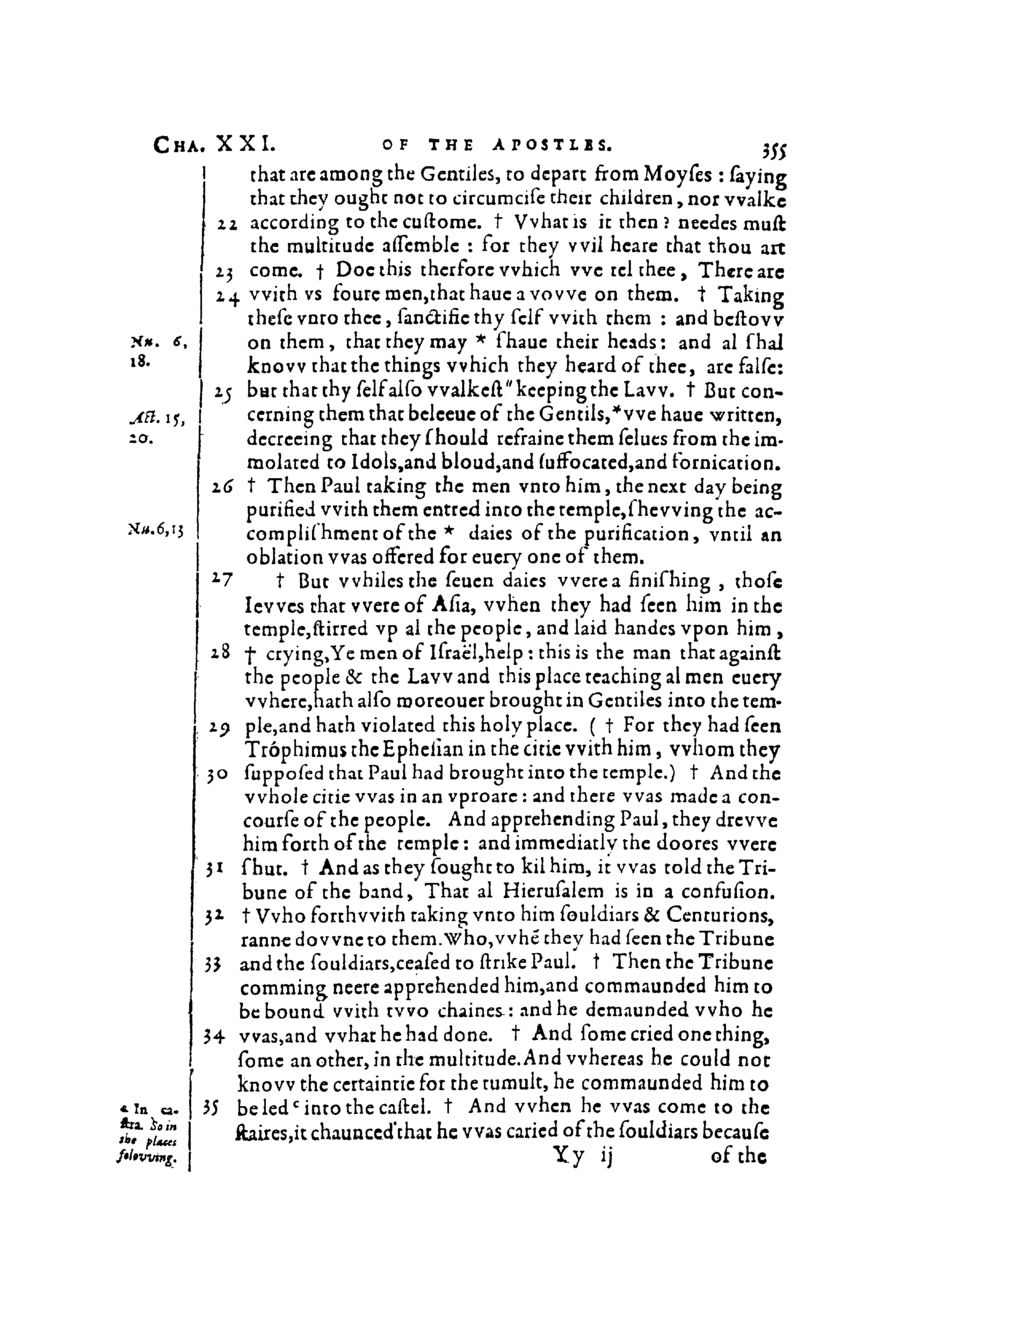 CHA. XXI. OF THE APOSTLES. 355
that are among the Gentiles, to depart from Moyſes : ſaying
that they ought not to circumciſe their children, nor vvalke
22 according to the cuſtome. † Vvhat is it then ? needes muſt
the multitude aſſemble : for they vvil heare that thou art
23 come. † Doe this therfore vvhich vve tel thee, There are
24 vvith vs foure men, that haue a vovve on them. † Taking
theſe vnto thee, ſanctifie thy ſelf vvith them : and beſtovv
Nu. 6, on them, that they may * ſhaue their heads: and al ſhal
18. knovv that the things vvhich they heard of thee, are falſe:
25 but that thy ſelf alſo vvalkeſt " keeping the Lavv. † But con-
Act. 15, cerning them that beleeue of the Gentils, * vve haue written,
20. decreeing that they ſhould refraine them ſelues from the im-
molated to Idols, and bloud, and ſuffocated, and fornication.
26 † Then Paul taking the men vnto him, the next day being
purified vvith them entred into the temple, ſhevving the ac-
Nu. 6,13 compliſhment of the * daies of the purification, vntil an
oblation vvas offered for euery one of them.
27 † But vvhiles the ſeuen daies vvere a finiſhing, thoſe
Ievves that vvere of Aſia, vvhen they had ſeen him in the
temple, ſtirred vp al the people, and laid handes vpon him,
28 † crying, Ye men of Iſraël, help : this is the man that againſt
the people & the Lavv and this place teaching al men euery
vvhere, hath alſo moreouer brought in Gentiles into the tem-
29 ple, and hath violated this holy place. ( † For they had ſeen
Tróphimus the Epheſian in the citie vvith him, vvhom they
30 ſuppoſed that Paul had brought into the temple.) † And the
vvhole citie vvas in an vproare : and there vvas made a con-
courſe of the people. And apprehending Paul, they drevve
him forth of the temple: and immediatly the doores vvere
31 ſhut. † And as they ſought to kil him, it vvas told the Tri-
bune of the band, That al Hieruſalem is in a confuſion.
32 † Vvho forthvvith taking vnto him ſouldiars & Centurions,
ranne dovvne to them. Who, vvhē they had ſeen the Tribune
33 and the ſouldiars, ceaſed to ſtrike Paul. † Then the Tribune
comming neere apprehended him, and commaunded him to
be bound vvith tvvo chaines : and he demaunded vvho he
34 vvas, and vvhat he had done. † And ſome cried one thing,
ſome an other, in the multitude. And vvhereas he could not
knovv the certaintie for the tumult, he commaunded him to
c In ca- 35 be led c into the caſtel. † And vvhen he vvas come to the
ſtra. So in ſtaires, it chaunced that he vvas caried of the ſouldiars becauſe
the places
folovving.
Yy ij of the